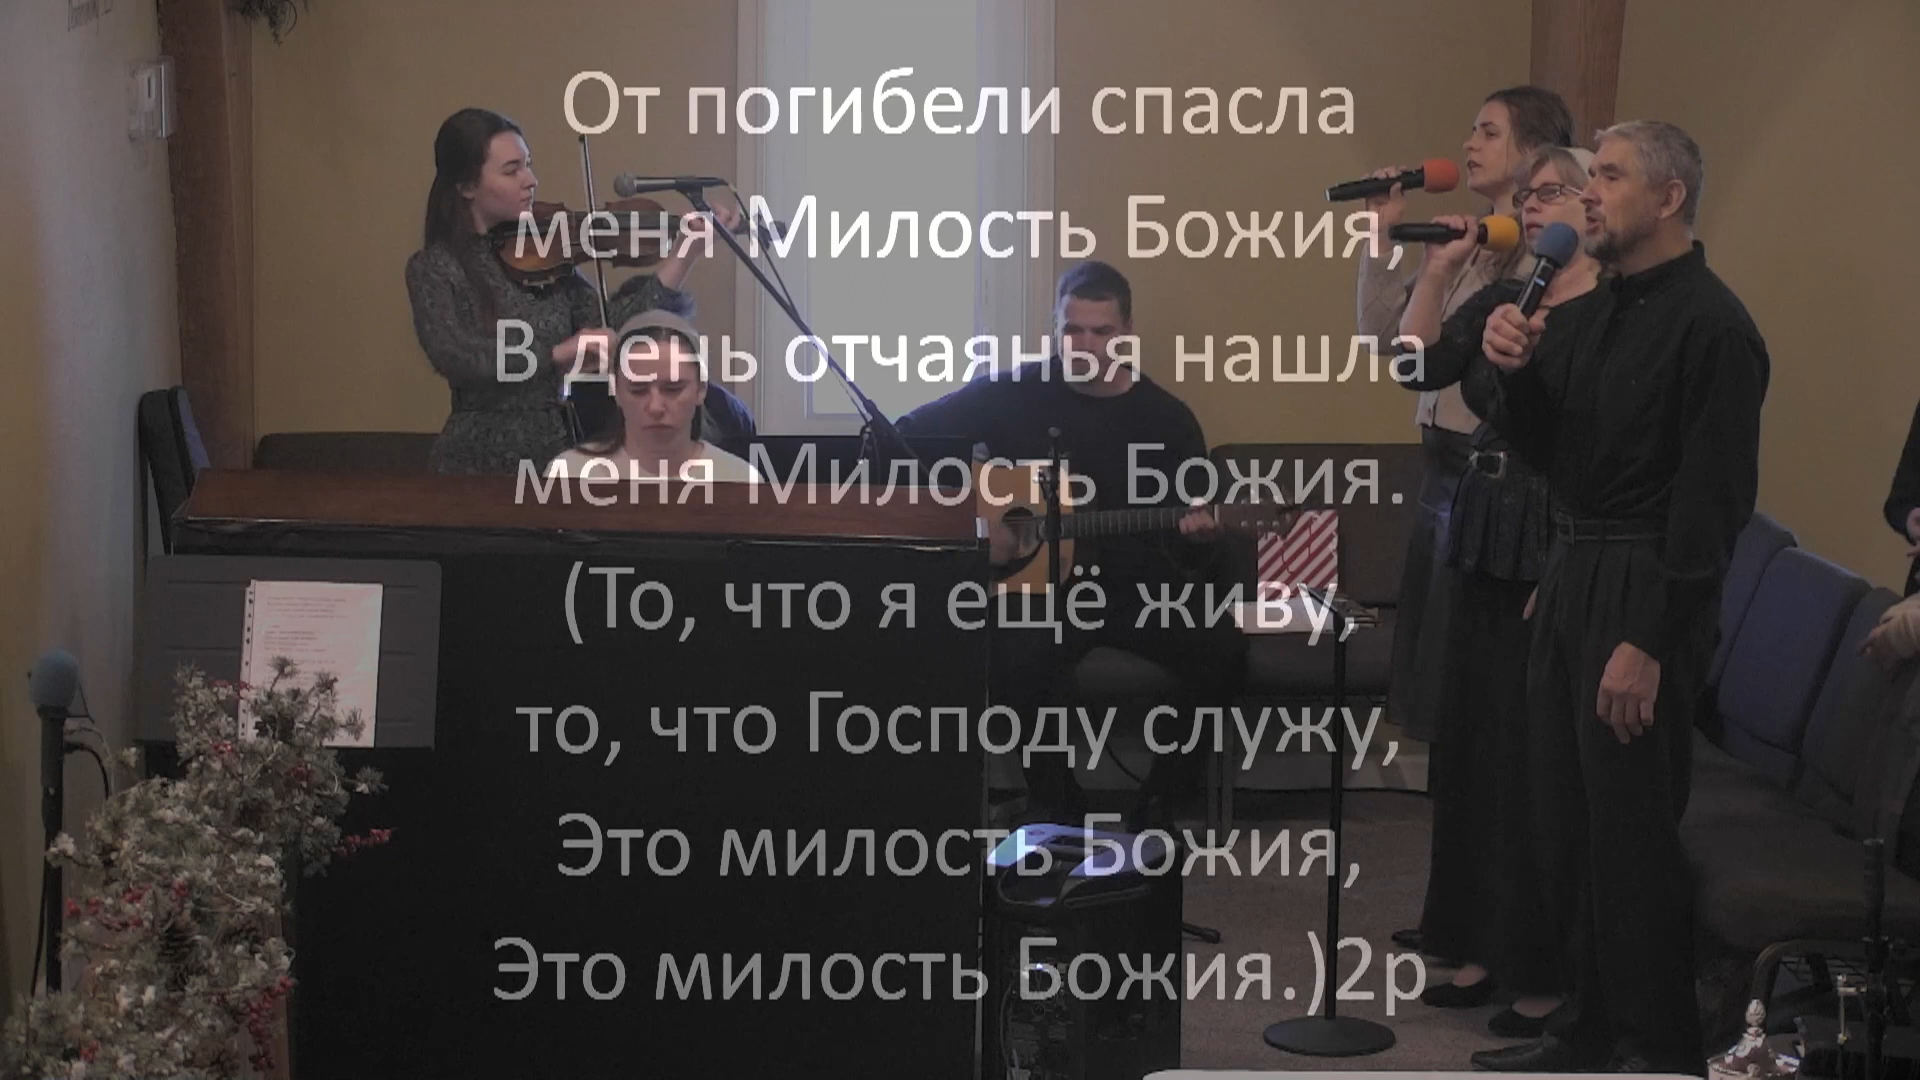 От погибели спасла
меня Милость Божия,
В день отчаянья нашла
меня Милость Божия.
(То, что я ещё живу,
то, что Господу служу,
Это милость Божия,
Это милость Божия.)2р